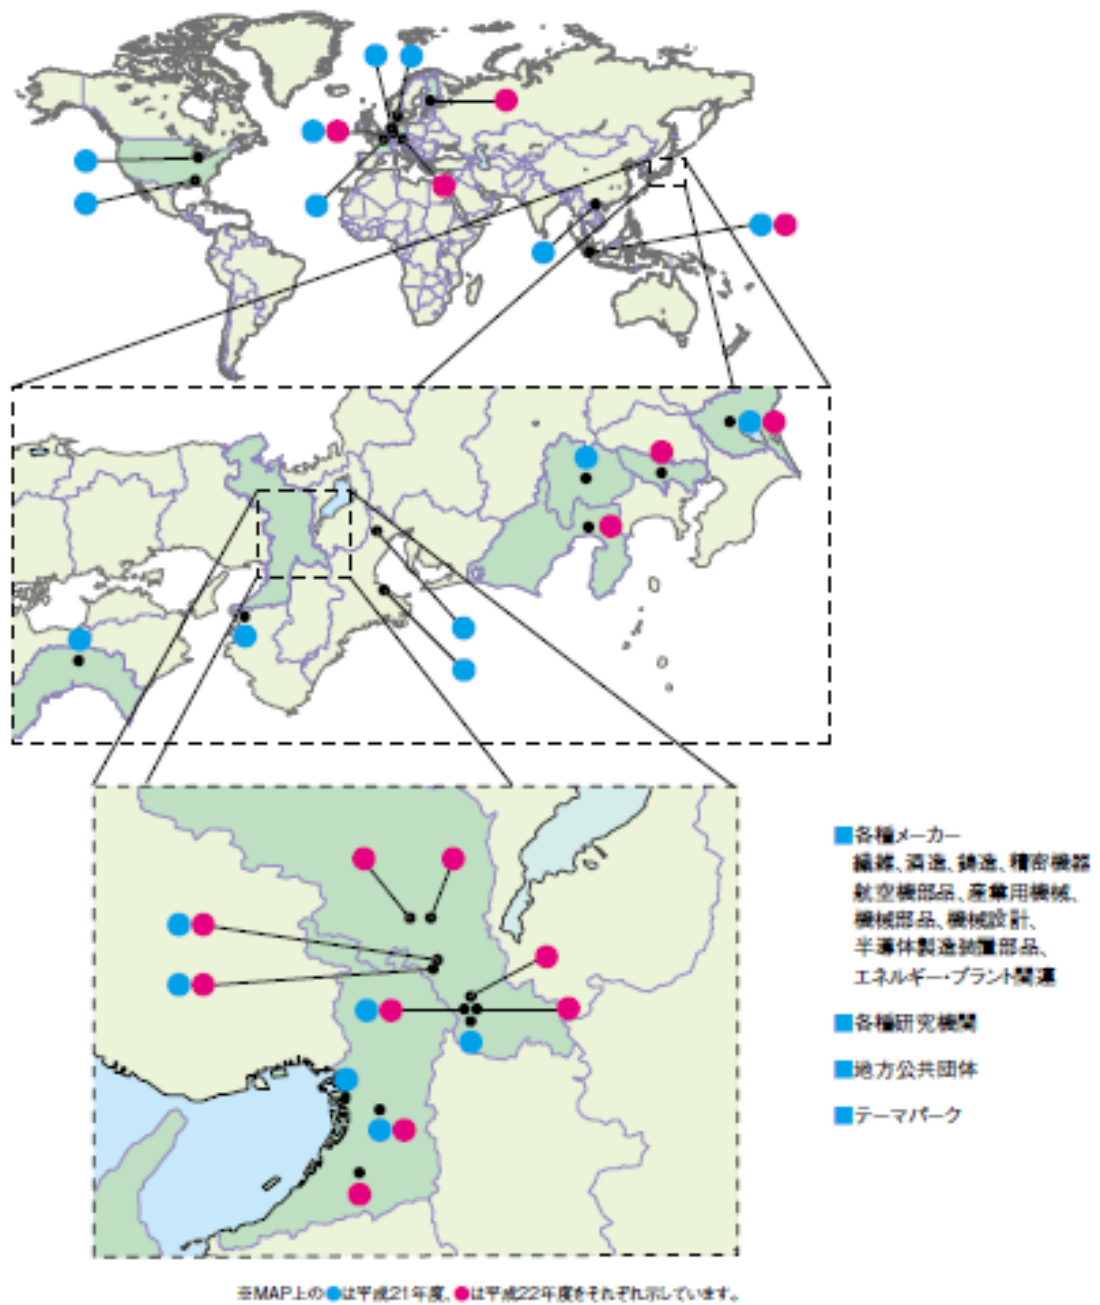 各種メーカー
繊維、酒造、鋳造、精密機器
航空機部品、産業用機械、
機械部品、機械設計、
半導体製造装置部品、
エネルギー・プラント関連
各種研究機関
地方公共団体
テーマパーク
※MAP上の●は平成21年度、●は平成22年度をそれぞれ示しています。